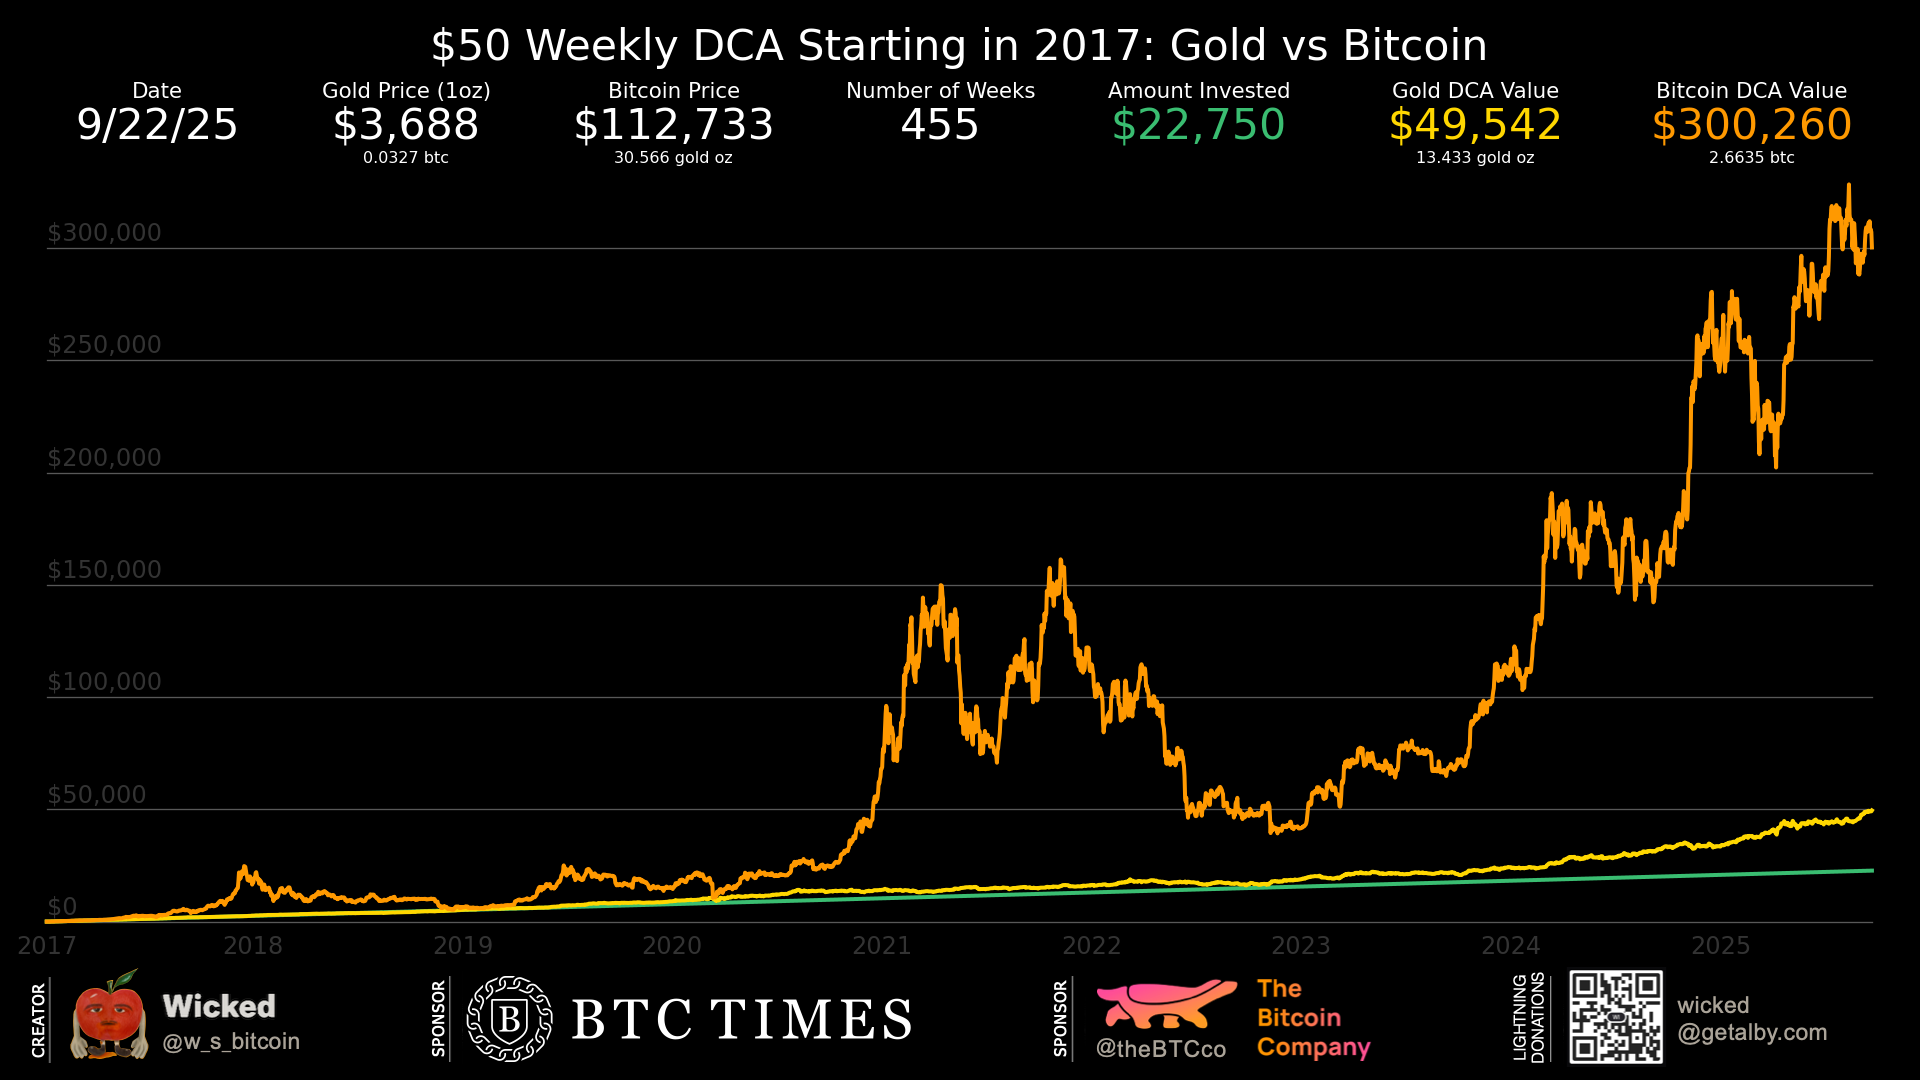 $50 Weekly DCA Starting in 2017: Gold vs Bitcoin
Date
9/22/25
Gold Price (1oz)
$3,688
0.0327 btc
Bitcoin Price
$112,733
30.566 gold oz
Number of Weeks
455
Amount Invested
$22,750
Gold DCA Value
$49,542
13.433 gold oz
Bitcoin DCA Value
$300,260
2.6635 btc
$300,000
$250,000
$200,000
$150,000
$100,000
$50,000
$0
2017 2018 2019 2020 2021 2022 2023 2024 2025
CREATOR
Wicked
@w_s_bitcoin
SPONSOR
B
BTC TIMES
SPONSOR
@theBTCco
The
Bitcoin
Company
LIGHTNING
DONATIONS
wicked
@getalby.com